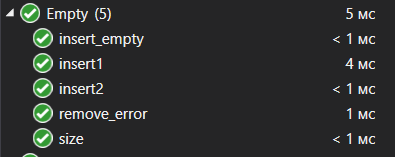 Empty (5) 5 мс
insert_empty < 1 мс
insert1 4 мс
insert2 < 1 мс
remove_error 1 мс
size < 1 мс